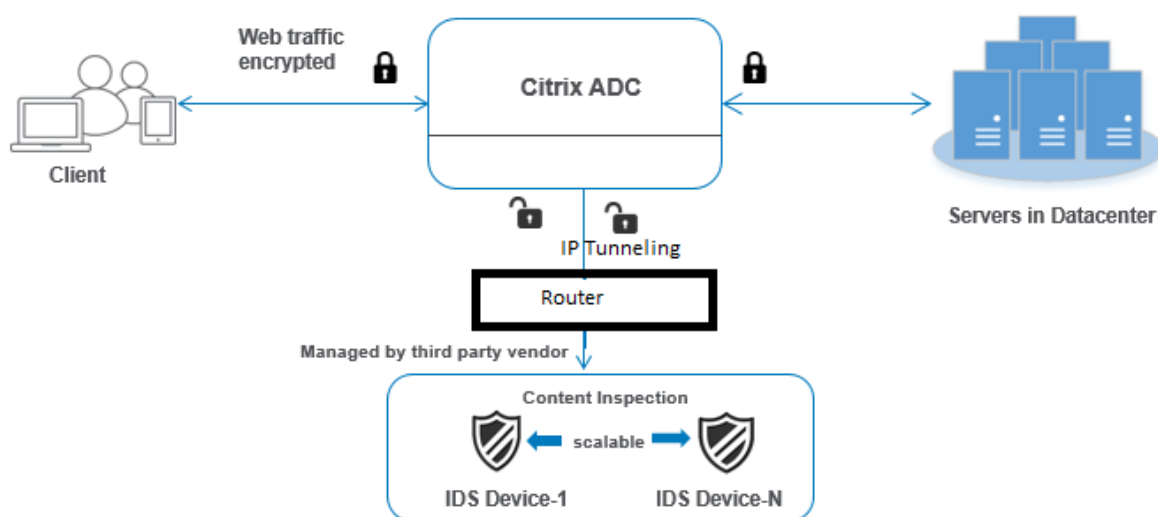 Web traffic
encrypted
Citrix ADC
Client
Servers in Datacenter
IP Tunneling
Router
Managed by third party vendor
Content Inspection
scalable
IDS Device-1
IDS Device-N